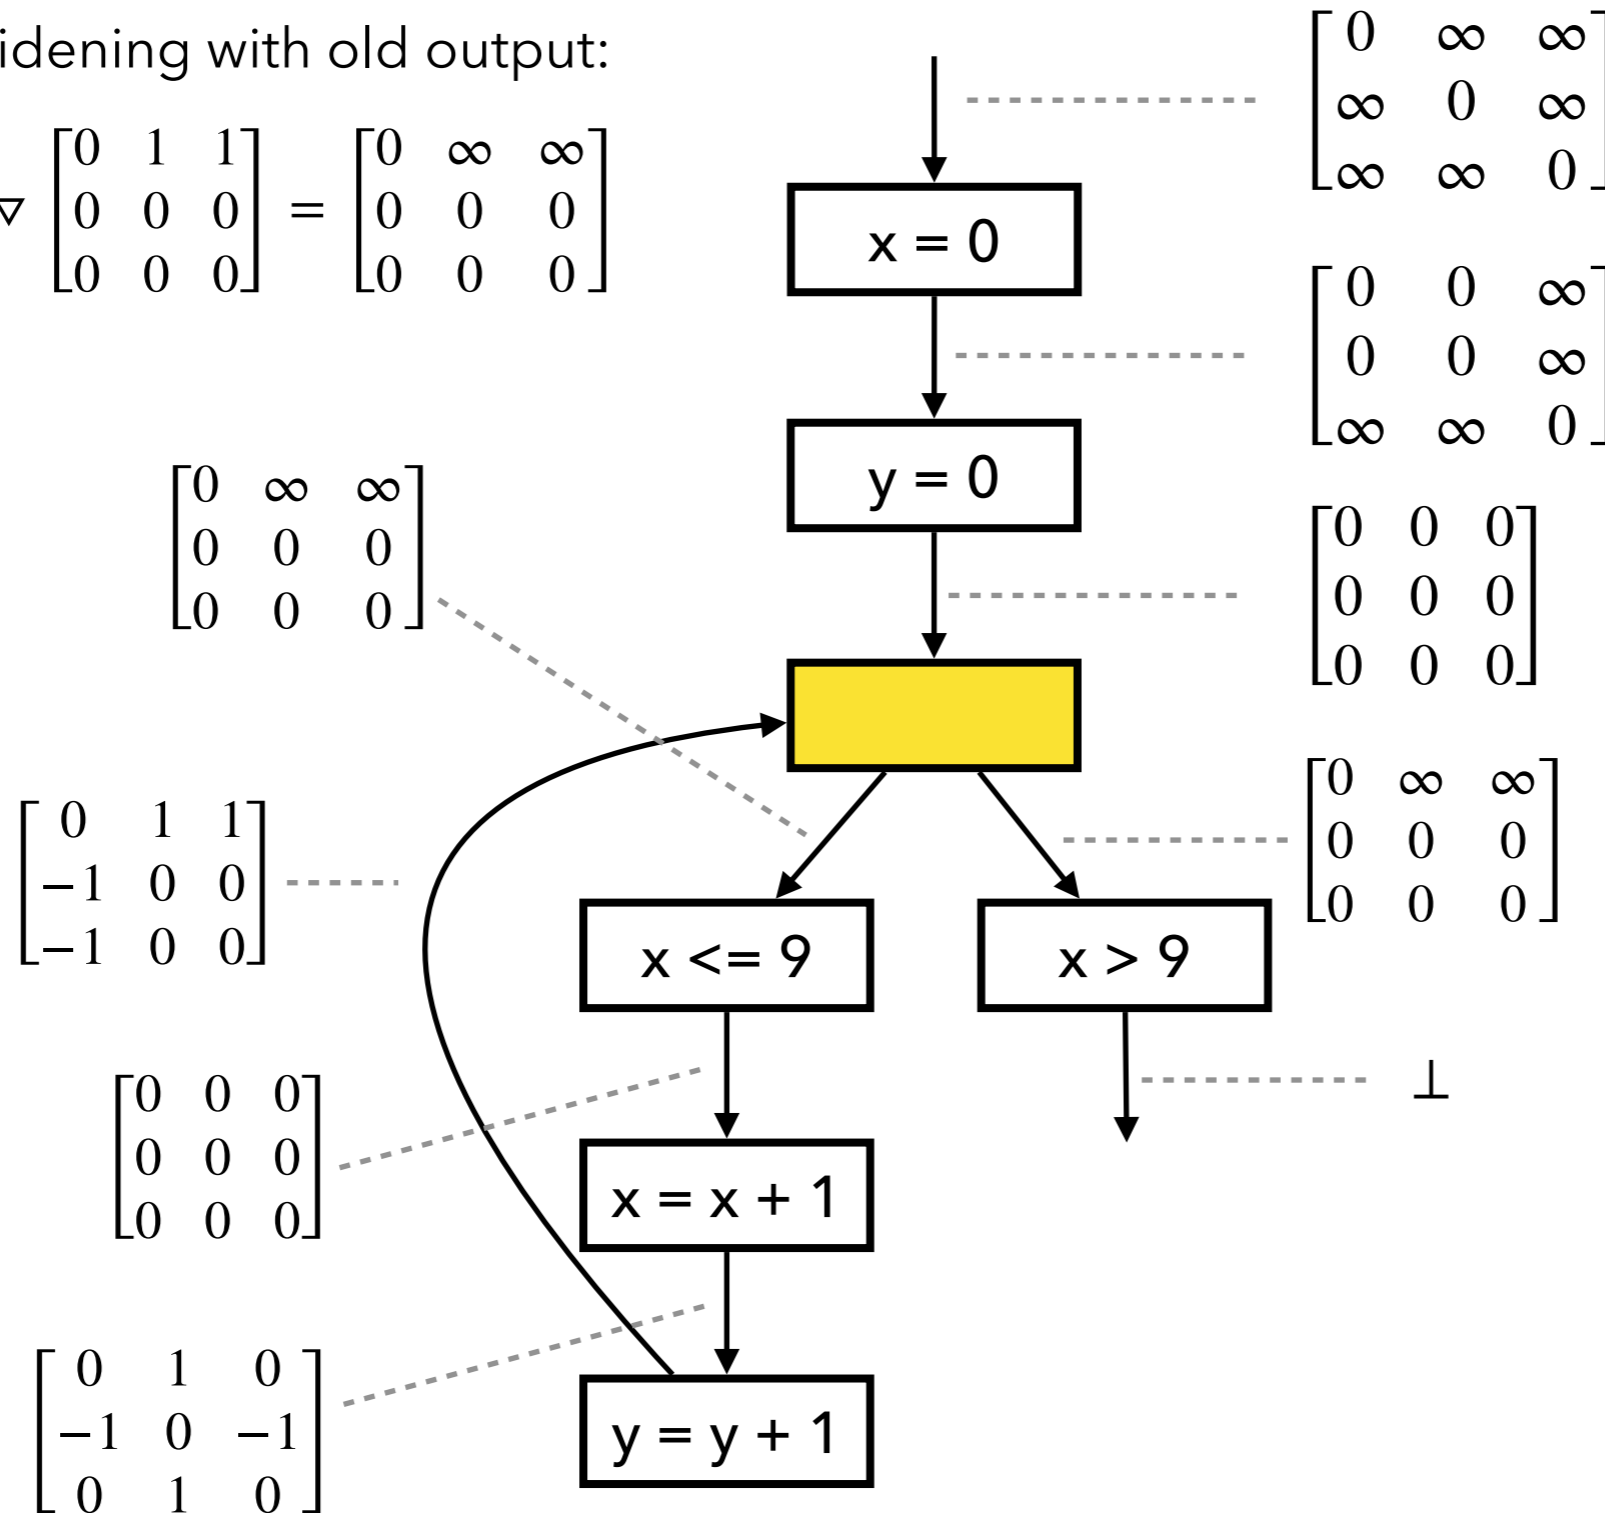 idening with old output:
▽ [0 1 1] = [0 ∞ ∞]
[0 0 0] [0 0 0]
[0 0 0] [0 0 0]
[0 ∞ ∞]
[∞ 0 ∞]
[∞ ∞ 0]
x = 0
[0 0 ∞]
[0 0 ∞]
[∞ ∞ 0]
y = 0
[0 ∞ ∞]
[0 0 0]
[0 0 0]
[0 0 0]
[0 0 0]
[0 0 0]
[0 ∞ ∞]
[0 0 0]
[0 0 0]
[0 1 1]
[−1 0 0]
[−1 0 0]
x <= 9
x > 9
⊥
[0 0 0]
[0 0 0]
[0 0 0]
x = x + 1
[0 1 0]
[−1 0 −1]
[0 1 0]
y = y + 1